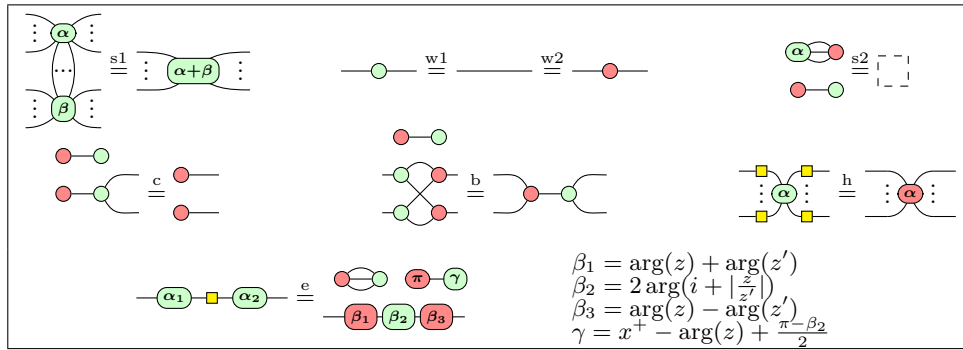 α β s1 = α+β
w1 = w2 =
α s2 =
c =
b =
α h = α
α₁ α₂ e = π γ β₁ β₂ β₃
β₁ = arg(z) + arg(z′)
β₂ = 2 arg(i + |z/z′|)
β₃ = arg(z) − arg(z′)
γ = x⁺ − arg(z) + (π−β₂)/2